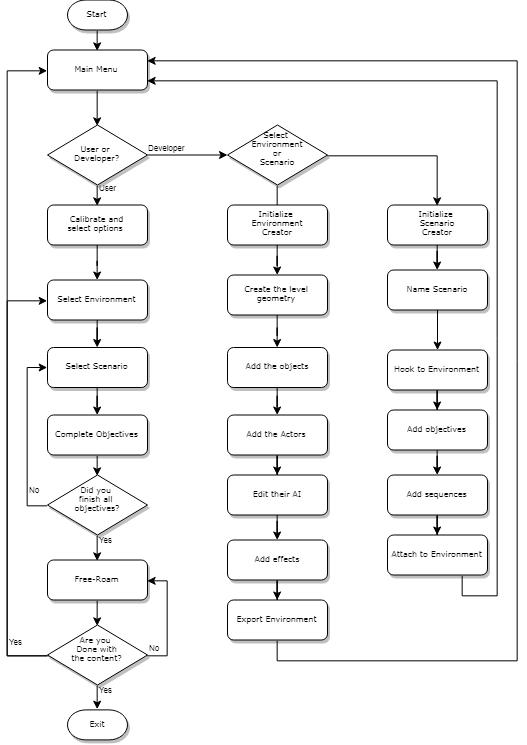 Start
Main Menu
User or
Developer?
Developer
User
Select
Environment
or
Scenario
Calibrate and
select options
Select Environment
Select Scenario
Complete Objectives
Did you
finish all
objectives?
No
Yes
Free-Roam
Are you
Done with
the content?
Yes
No
Yes
Exit
Initialize
Environment
Creator
Create the level
geometry
Add the objects
Add the Actors
Edit their AI
Add effects
Export Environment
Initialize
Scenario
Creator
Name Scenario
Hook to Environment
Add objectives
Add sequences
Attach to Environment